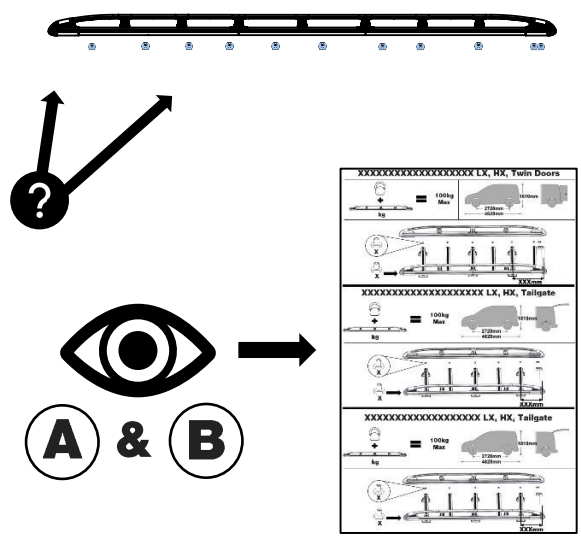 ?
XXXXXXXXXXXXXXXXXXX LX, HX, Twin Doors
+
=
100kg
Max
kg
1810mm
2728mm
4628mm
X
X
XXXmm
XXXXXXXXXXXXXXXXXXXX LX, HX, Tailgate
+
=
100kg
Max
kg
1810mm
2728mm
4628mm
X
X
XXXmm
XXXXXXXXXXXXXXXXXXX LX, HX, Tailgate
+
=
100kg
Max
kg
1810mm
2728mm
4628mm
X
X
XXXmm
A & B